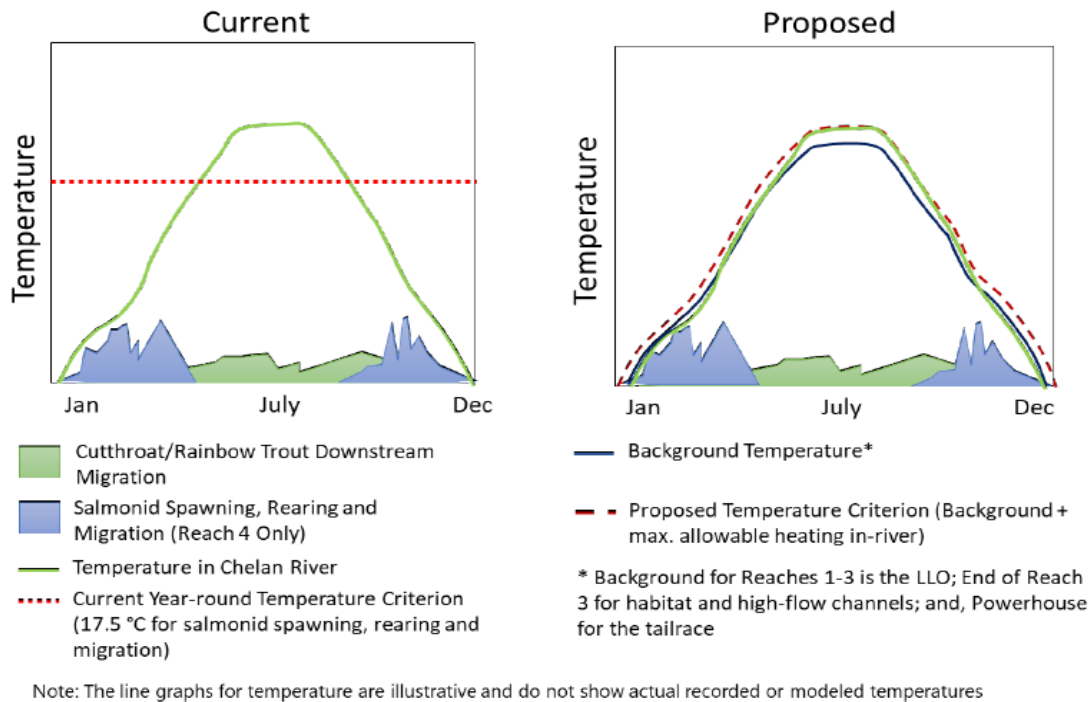 Current
Temperature
Jan
July
Dec
Cutthroat/Rainbow Trout Downstream
Migration
Salmonid Spawning, Rearing and
Migration (Reach 4 Only)
Temperature in Chelan River
Current Year-round Temperature Criterion
(17.5 °C for salmonid spawning, rearing and
migration)
Proposed
Temperature
Jan
July
Dec
Background Temperature*
Proposed Temperature Criterion (Background +
max. allowable heating in-river)
* Background for Reaches 1-3 is the LLO; End of Reach
3 for habitat and high-flow channels; and, Powerhouse
for the tailrace
Note: The line graphs for temperature are illustrative and do not show actual recorded or modeled temperatures